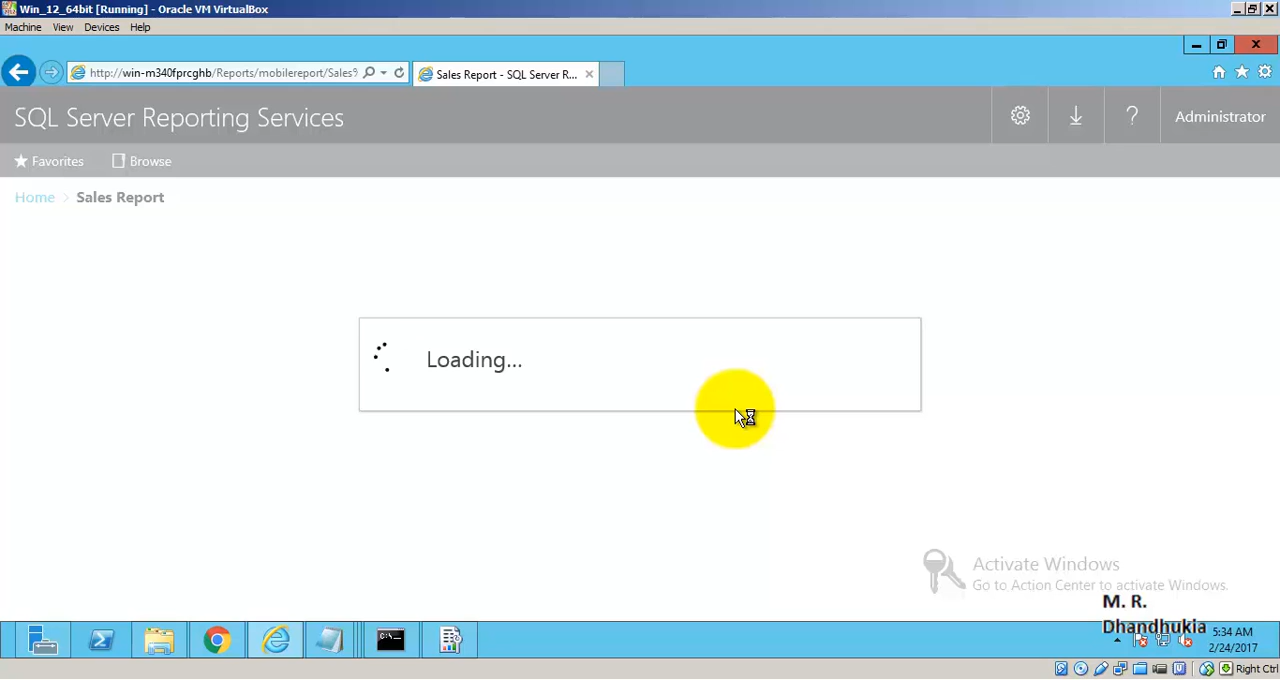 Win_12_64bit [Running] - Oracle VM VirtualBox
Machine View Devices Help
http://win-m340fprcghb/Reports/mobilereport/Sales9
Sales Report - SQL Server R...
SQL Server Reporting Services
Administrator
Favorites Browse
Home > Sales Report
Loading...
Activate Windows
Go to Action Center to activate Windows.
M. R.
Dhandhukia
5:34 AM
2/24/2017
Right Ctrl